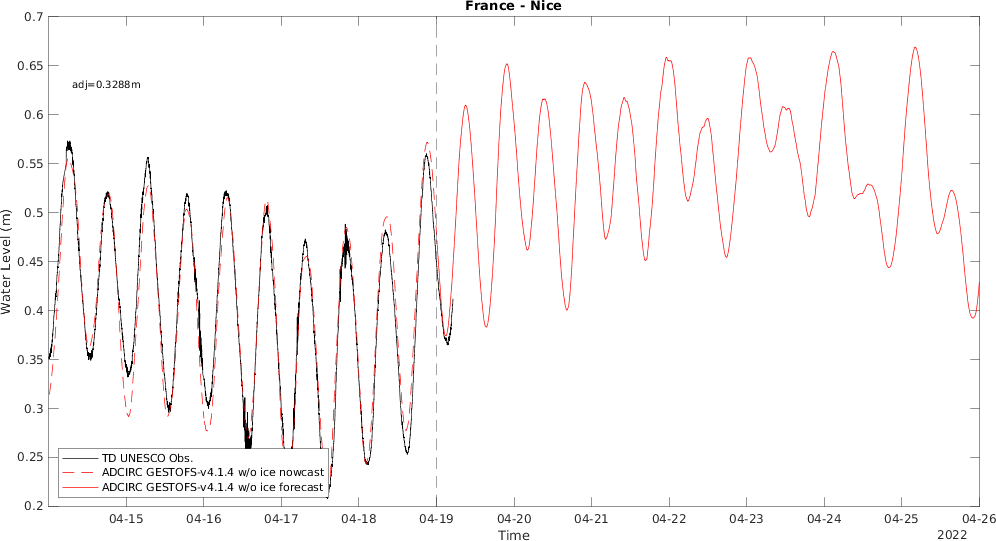 France - Nice
0.7
0.65
0.6
0.55
0.5
0.45
0.4
0.35
0.3
0.25
0.2
Water Level (m)
adj=0.3288m
TD UNESCO Obs.
ADCIRC GESTOFS-v4.1.4 w/o ice nowcast
ADCIRC GESTOFS-v4.1.4 w/o ice forecast
04-15 04-16 04-17 04-18 04-19 04-20 04-21 04-22 04-23 04-24 04-25 04-26
Time
2022